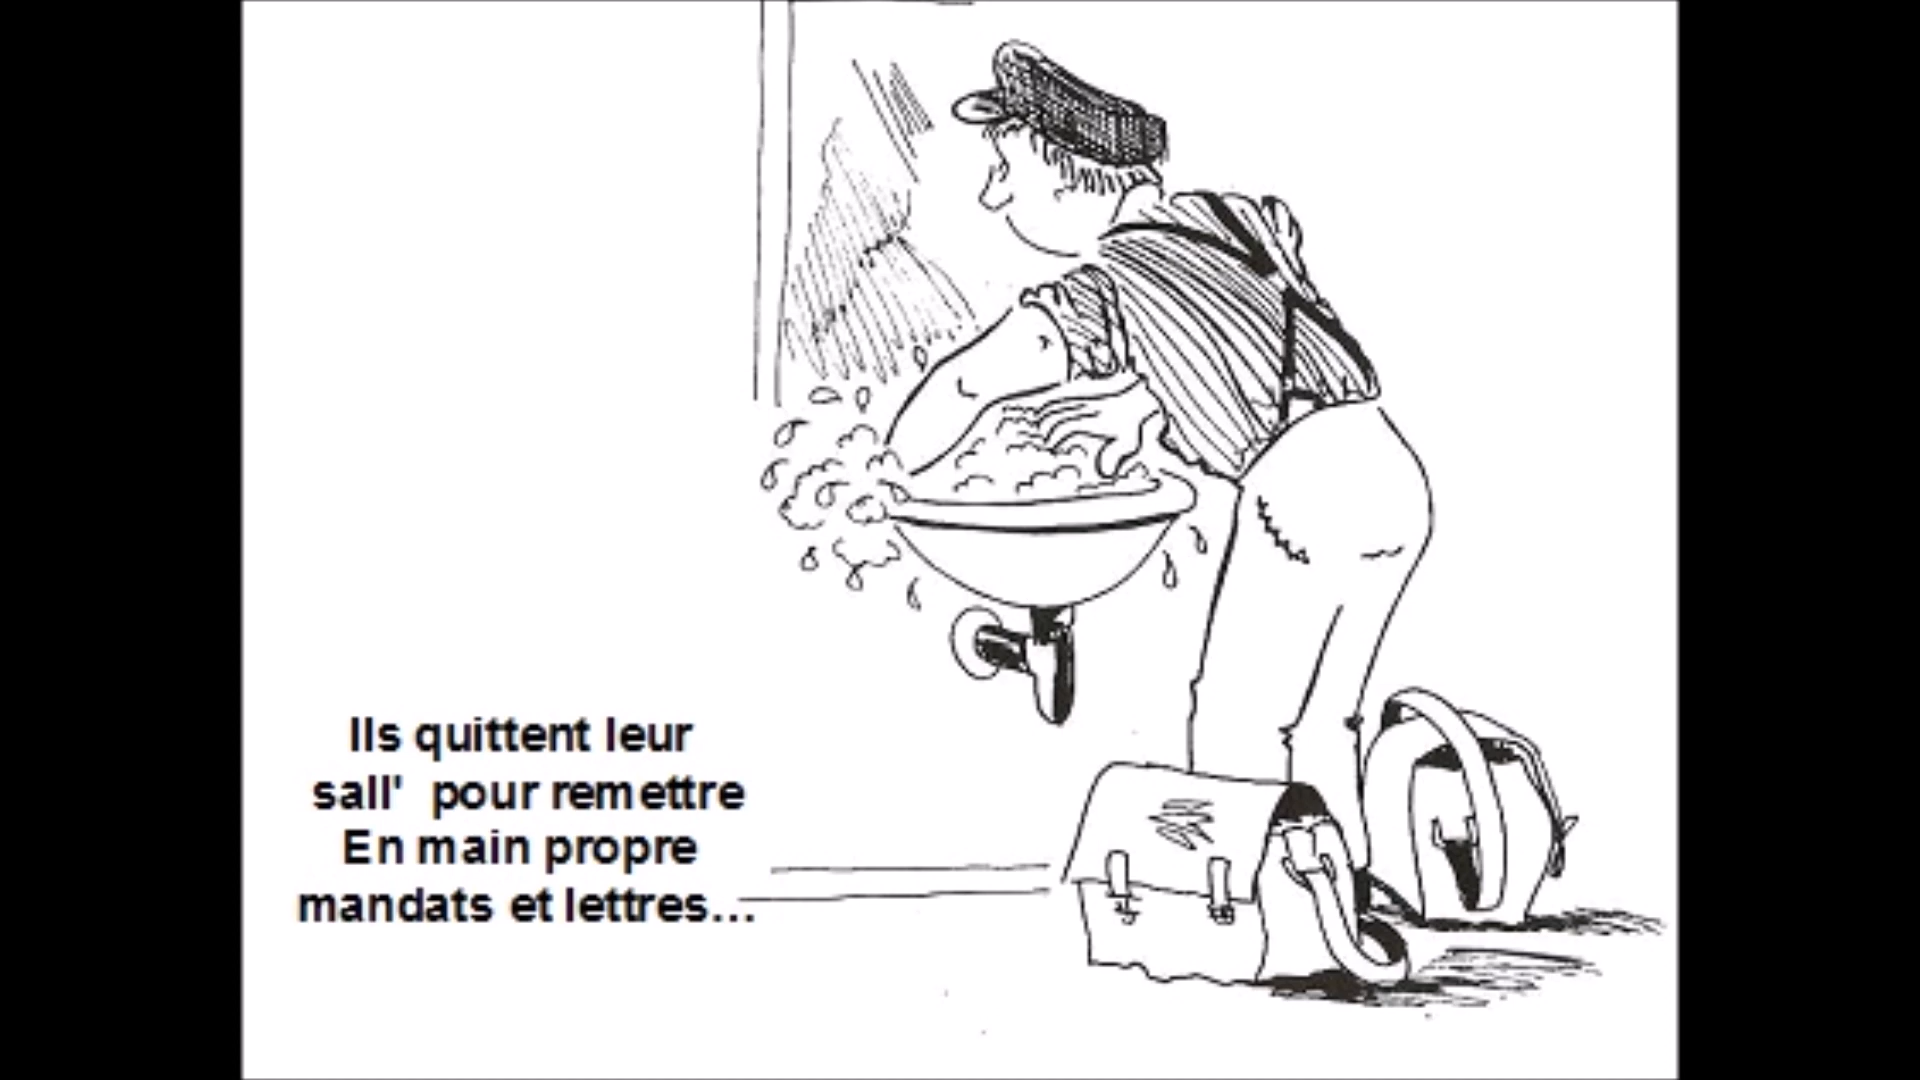 Ils quittent leur
sall' pour remettre
En main propre
mandats et lettres...